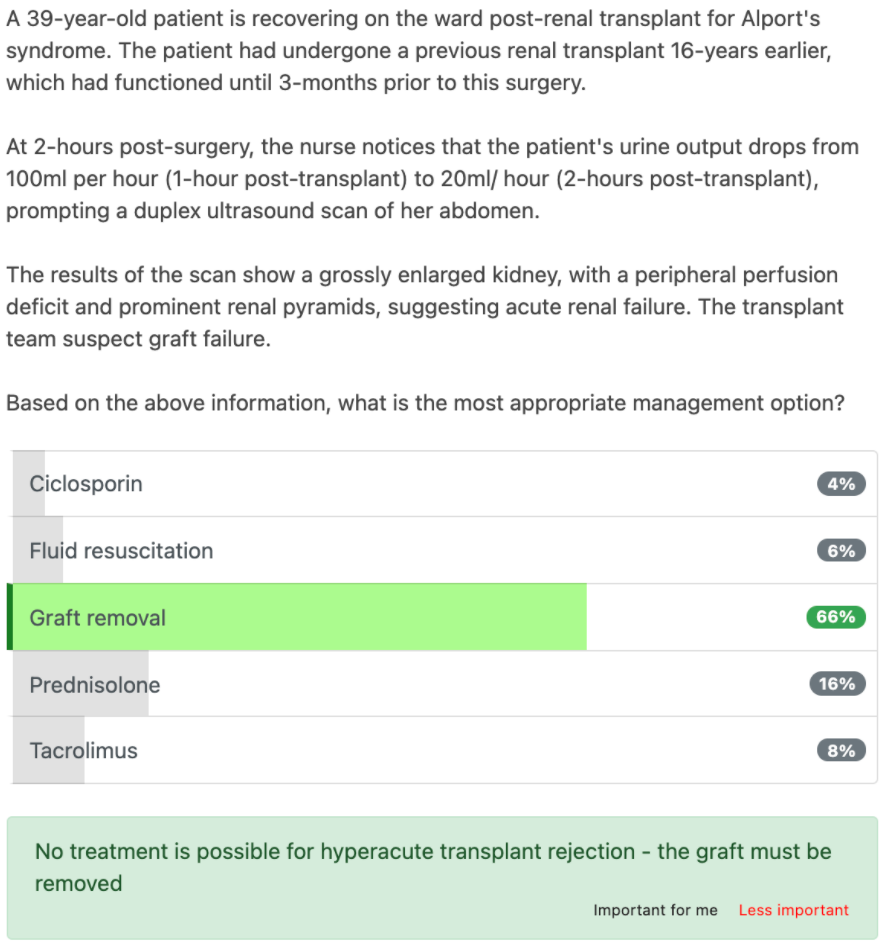 A 39-year-old patient is recovering on the ward post-renal transplant for Alport's
syndrome. The patient had undergone a previous renal transplant 16-years earlier,
which had functioned until 3-months prior to this surgery.
At 2-hours post-surgery, the nurse notices that the patient's urine output drops from
100ml per hour (1-hour post-transplant) to 20ml/ hour (2-hours post-transplant),
prompting a duplex ultrasound scan of her abdomen.
The results of the scan show a grossly enlarged kidney, with a peripheral perfusion
deficit and prominent renal pyramids, suggesting acute renal failure. The transplant
team suspect graft failure.
Based on the above information, what is the most appropriate management option?
Ciclosporin 4%
Fluid resuscitation 6%
Graft removal 66%
Prednisolone 16%
Tacrolimus 8%
No treatment is possible for hyperacute transplant rejection - the graft must be
removed
Important for me Less important